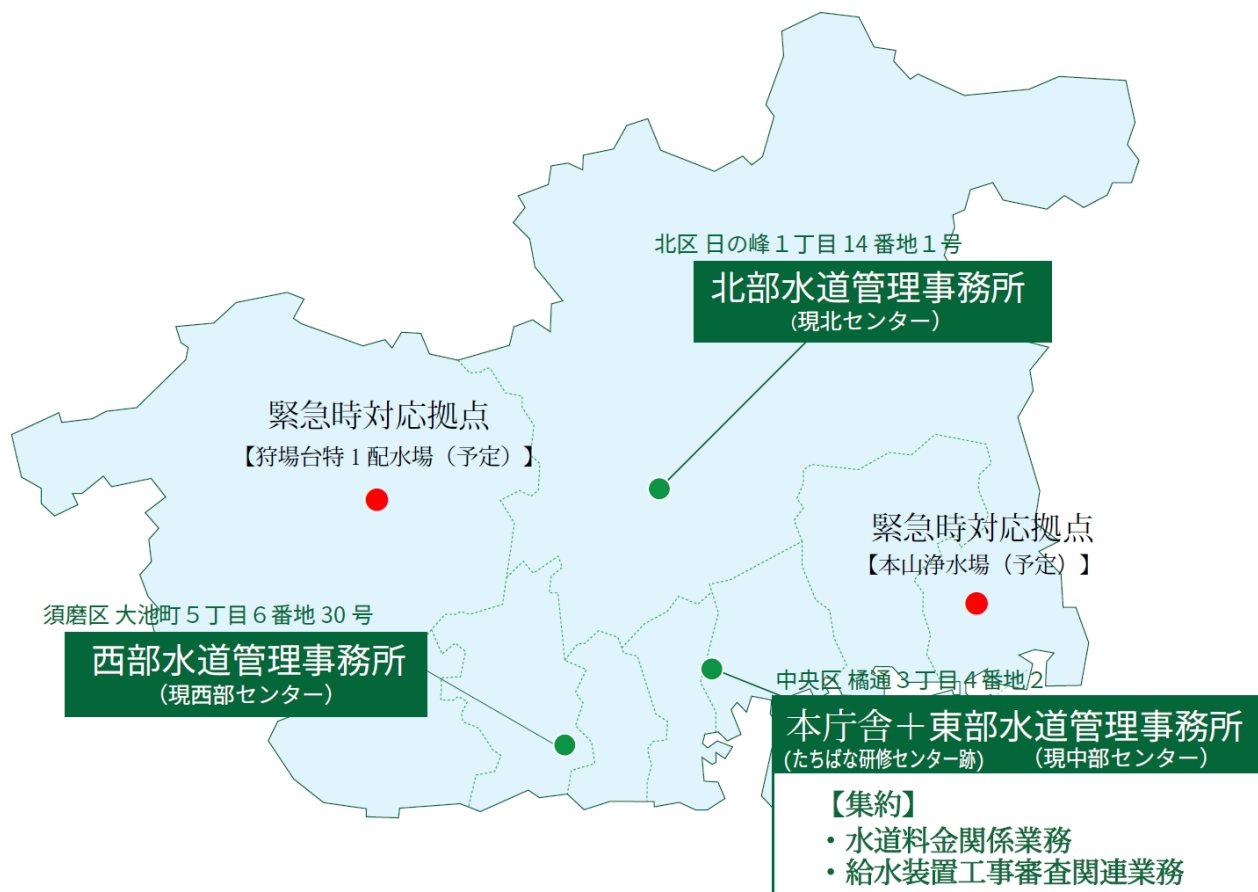 北区 日の峰１丁目 14 番地１号
北部水道管理事務所
(現北センター）
緊急時対応拠点
【狩場台特 1 配水場（予定）】
緊急時対応拠点
【本山浄水場（予定）】
須磨区 大池町５丁目６番地 30 号
西部水道管理事務所
（現西部センター）
中央区 橘通３丁目４番地２
本庁舎＋東部水道管理事務所
(たちばな研修センター跡) （現中部センター）
【集約】
・水道料金関係業務
・給水装置工事審査関連業務